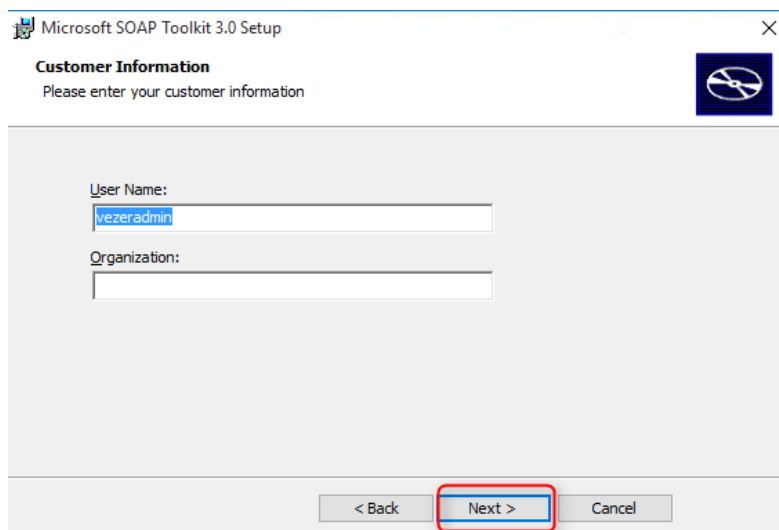 Microsoft SOAP Toolkit 3.0 Setup
Customer Information
Please enter your customer information
User Name:
vezeradmin
Organization:
< Back Next > Cancel